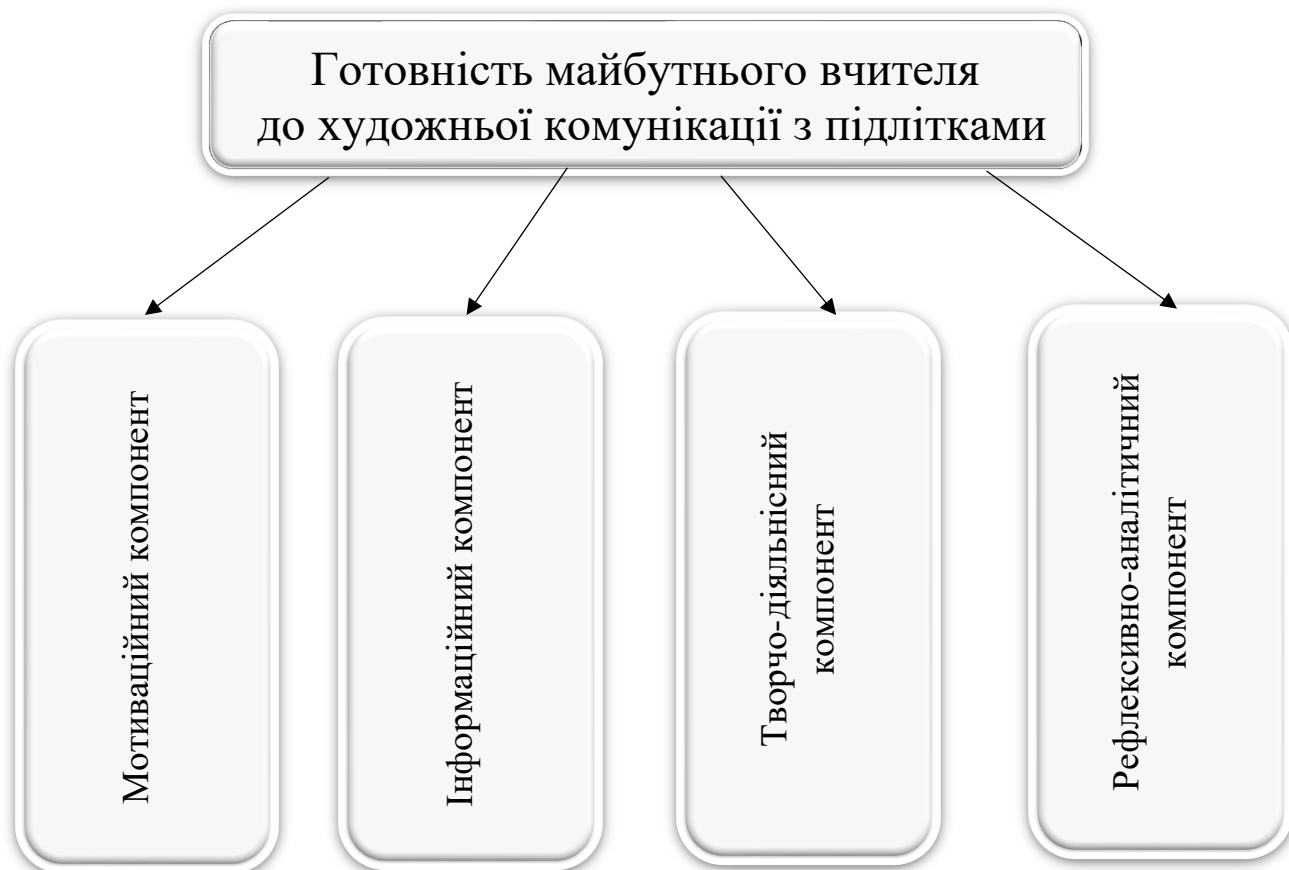 Готовність майбутнього вчителя
до художньої комунікації з підлітками
Мотиваційний компонент
Інформаційний компонент
Творчо-діяльнісний
компонент
Рефлексивно-аналітичний
компонент